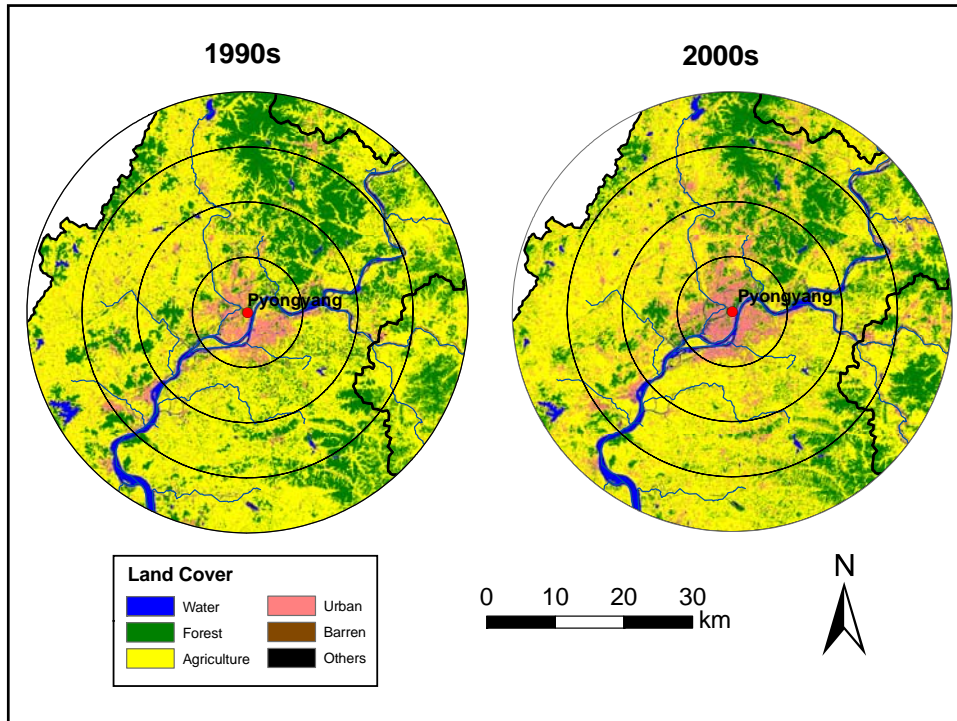 1990s
2000s
Pyongyang
Pyongyang
Land Cover
Water
Urban
Forest
Barren
Agriculture
Others
0 10 20 30
km
N